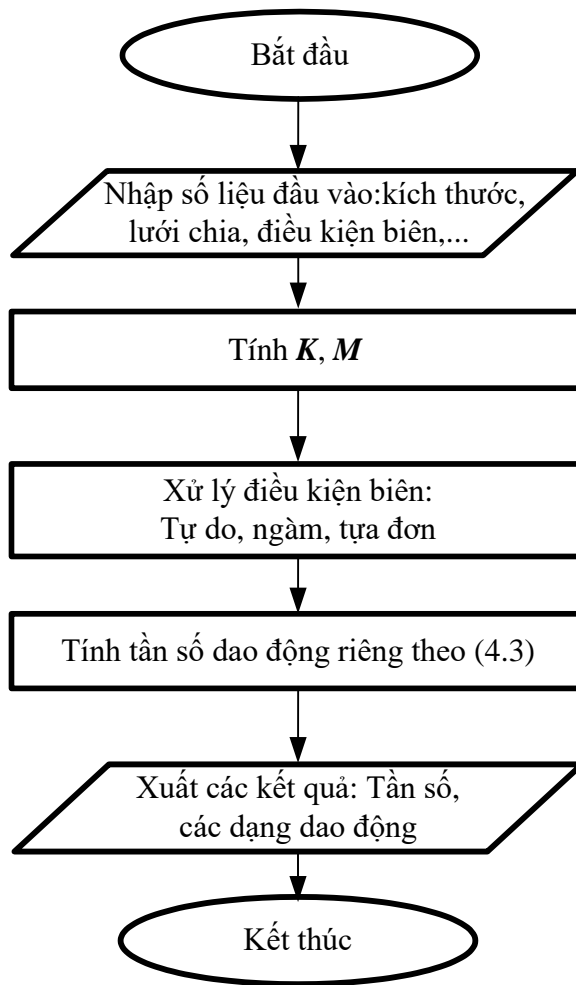 Bắt đầu
Nhập số liệu đầu vào:kích thước,
lưới chia, điều kiện biên,...
Tính K, M
Xử lý điều kiện biên:
Tự do, ngàm, tựa đơn
Tính tần số dao động riêng theo (4.3)
Xuất các kết quả: Tần số,
các dạng dao động
Kết thúc